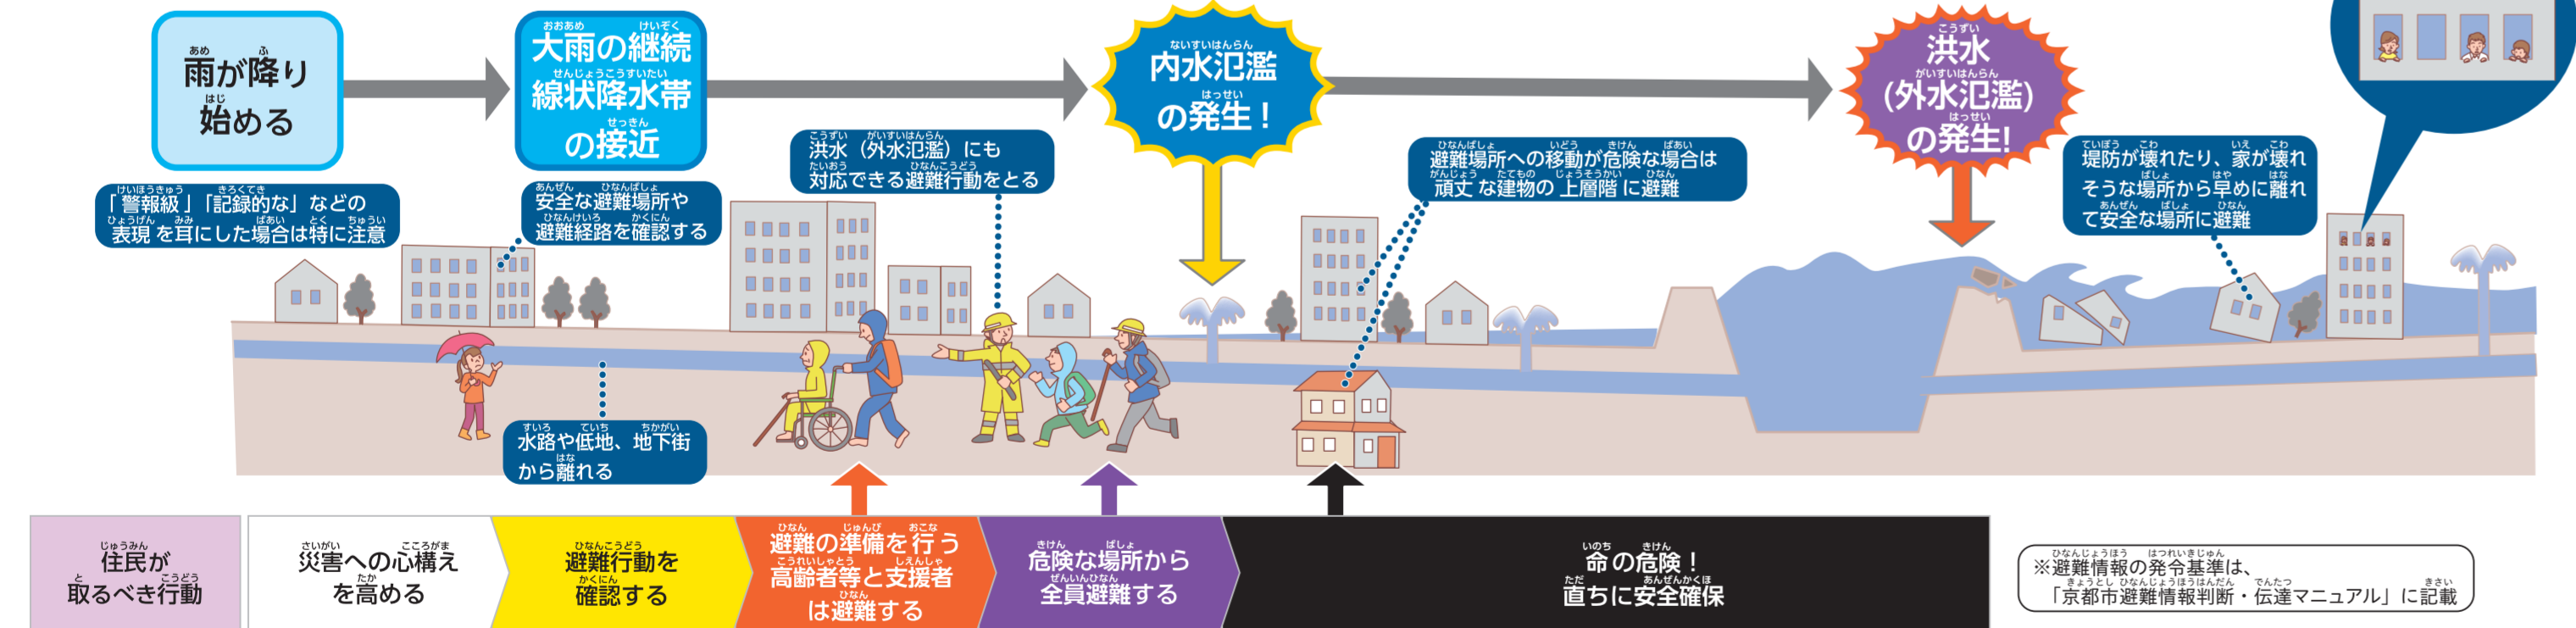 雨が降り
始める
大雨の継続
線状降水帯
の接近
内水氾濫
の発生！
洪水
(外水氾濫)
の発生!
「警報級」「記録的な」などの
表現を耳にした場合は特に注意
安全な避難場所や
避難経路を確認する
洪水（外水氾濫）にも
対応できる避難行動をとる
避難場所への移動が危険な場合は
頑丈な建物の上層階に避難
堤防が壊れたり、家が壊れ
そうな場所から早めに離れ
て安全な場所に避難
水路や低地、地下街
から離れる
住民が
取るべき行動
災害への心構え
を高める
避難行動を
確認する
避難の準備を行う
高齢者等と支援者
は避難する
危険な場所から
全員避難する
命の危険！
直ちに安全確保
※避難情報の発令基準は、
「京都市避難情報判断・伝達マニュアル」に記載